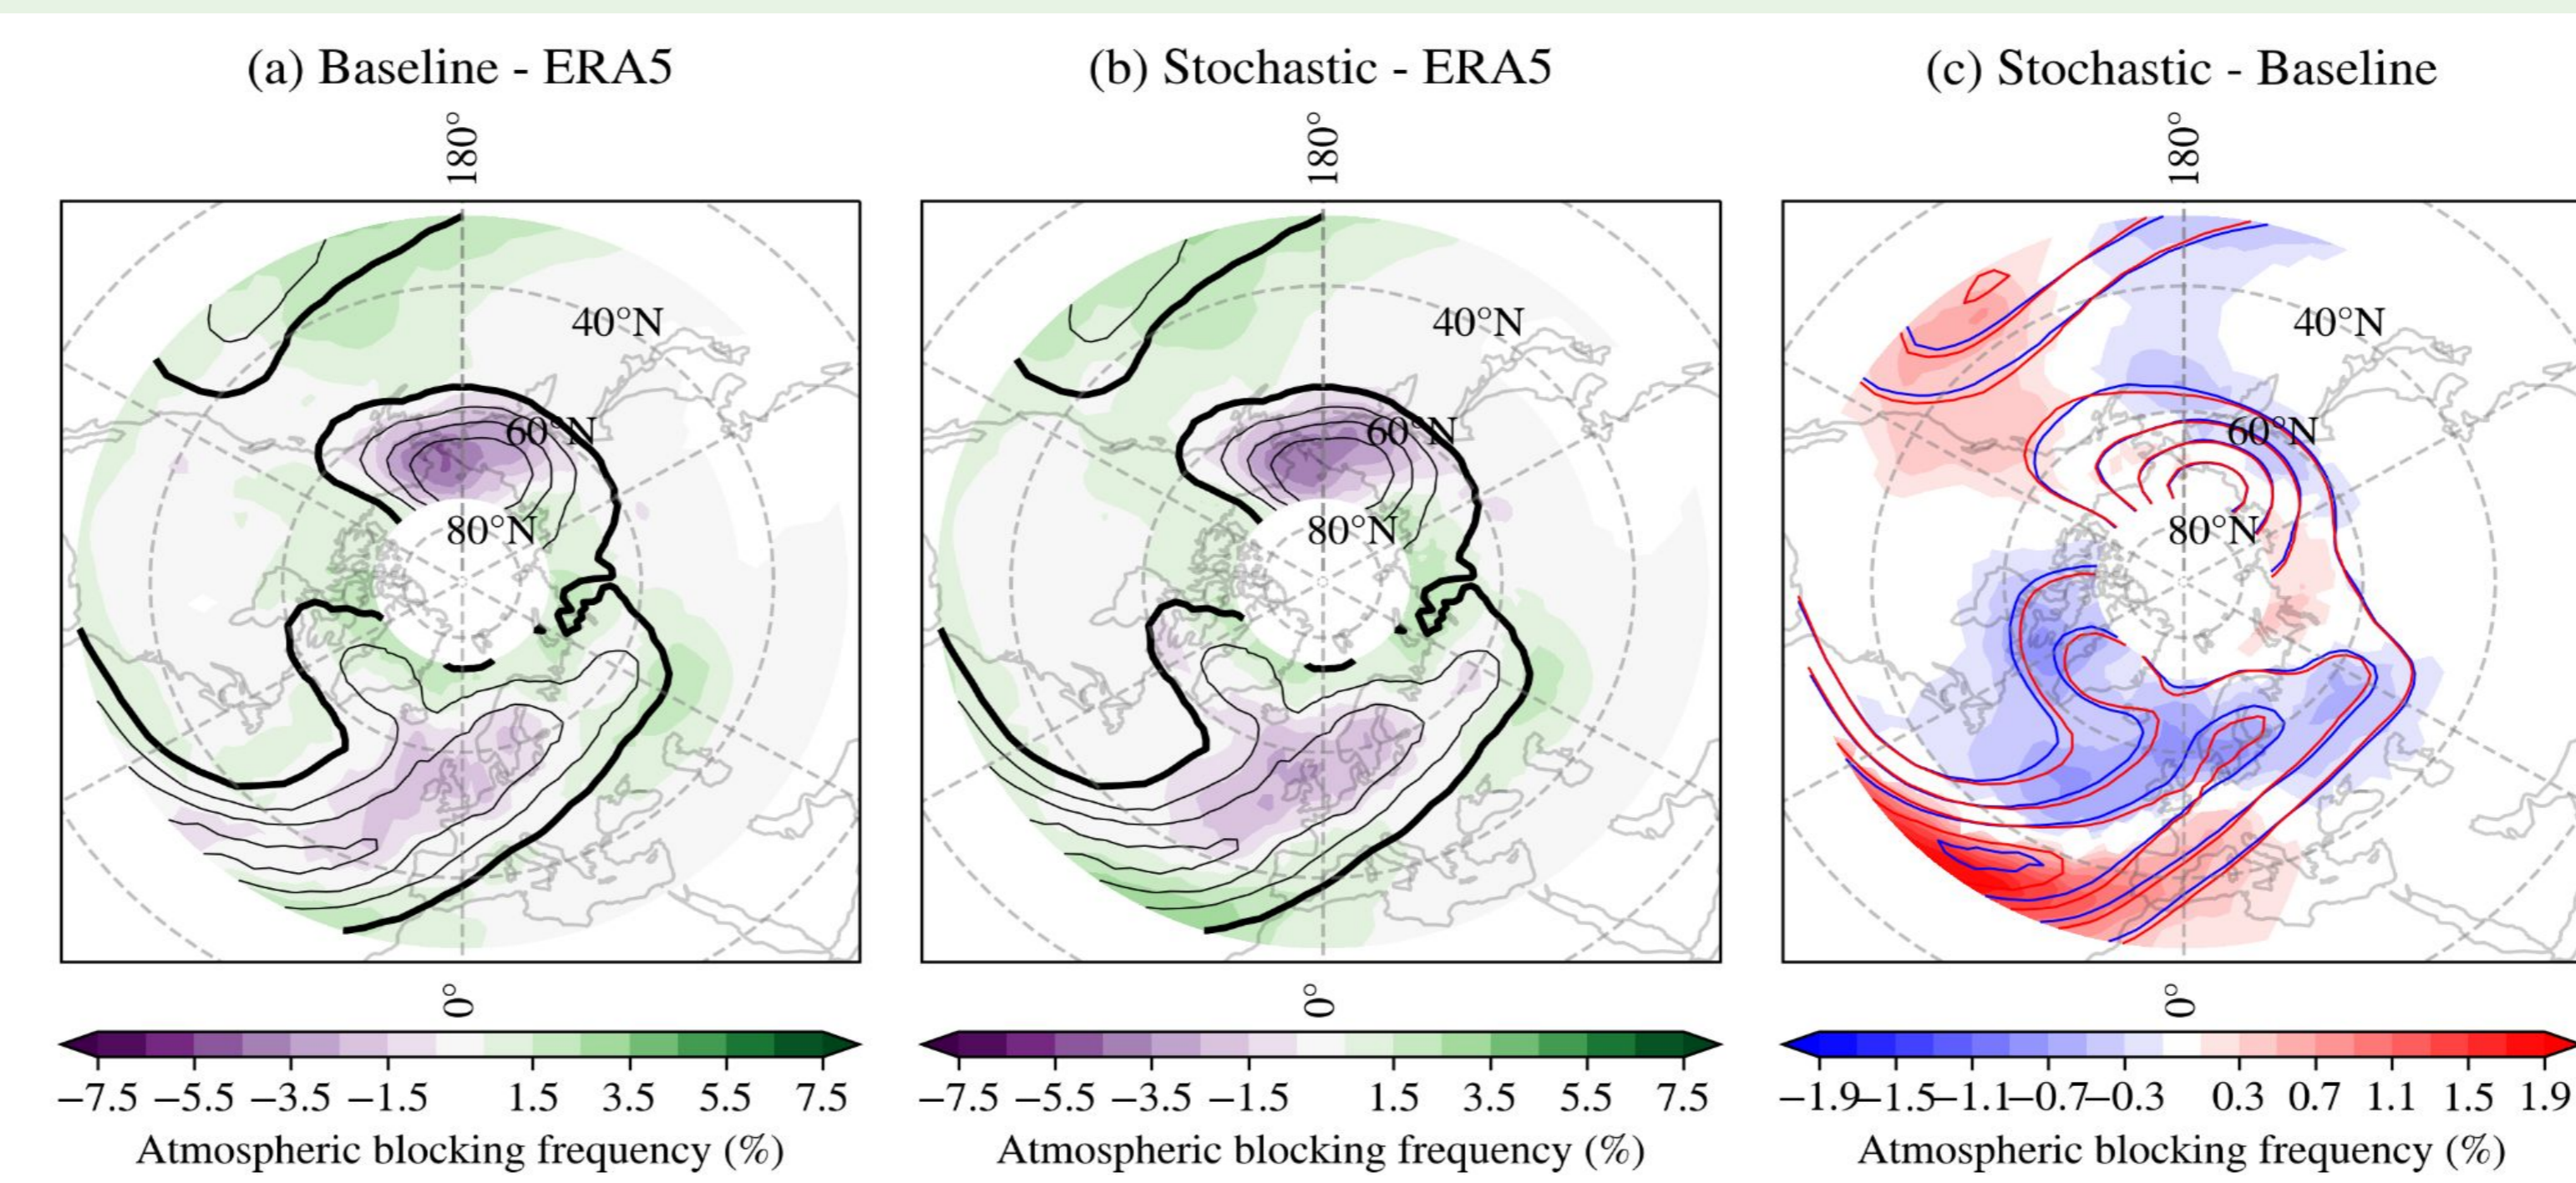 (a) Baseline - ERA5
(b) Stochastic - ERA5
(c) Stochastic - Baseline
180°
180°
180°
40°N
40°N
40°N
60°N
60°N
60°N
80°N
80°N
80°N
0°
0°
0°
−7.5 −5.5 −3.5 −1.5 1.5 3.5 5.5 7.5
−7.5 −5.5 −3.5 −1.5 1.5 3.5 5.5 7.5
−1.9 −1.5 −1.1 −0.7 −0.3 0.3 0.7 1.1 1.5 1.9
Atmospheric blocking frequency (%)
Atmospheric blocking frequency (%)
Atmospheric blocking frequency (%)